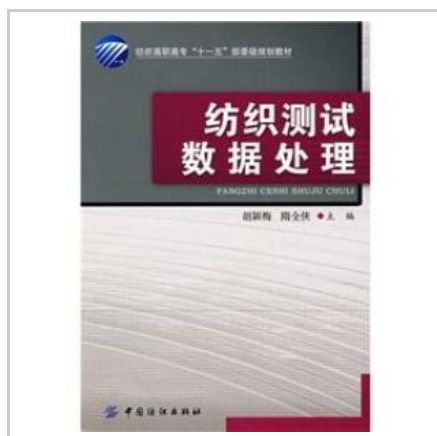 纺织高职高专“十一五”部委级规划教材
纺织测试
数据处理
FANGZHI CESHI SHUJU CHULI
胡颖梅 隋全侠◆主 编
中国纺织出版社